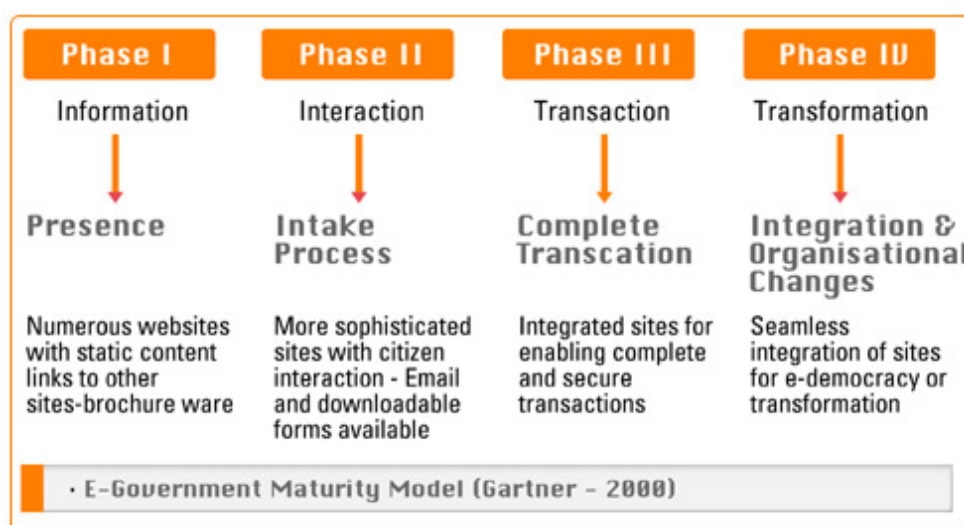 Phase I
Information
Presence
Numerous websites
with static content
links to other
sites-brochure ware
Phase II
Interaction
Intake
Process
More sophisticated
sites with citizen
interaction - Email
and downloadable
forms available
Phase III
Transaction
Complete
Transcation
Integrated sites for
enabling complete
and secure
transactions
Phase IV
Transformation
Integration &
Organisational
Changes
Seamless
integration of sites
for e-democracy or
transformation
· E-Government Maturity Model (Gartner - 2000)